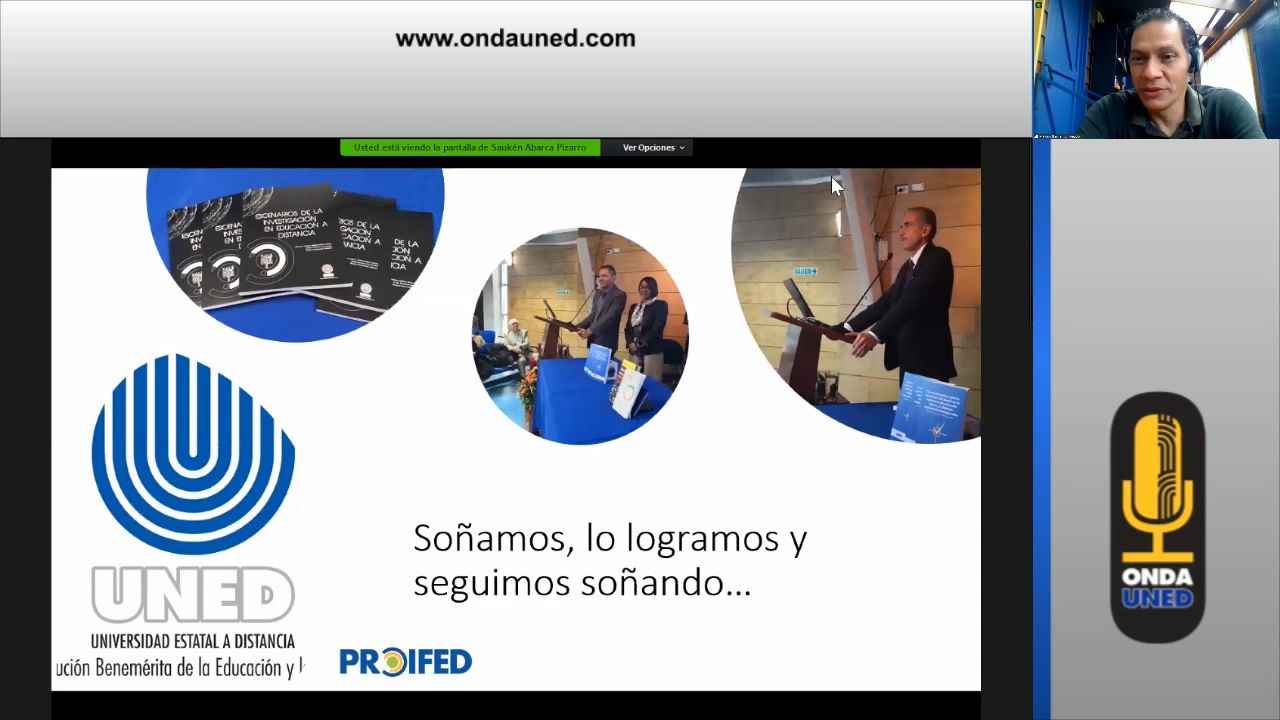 www.ondauned.com
Usted está viendo la pantalla de Saukén Abarca Pizarro
Ver Opciones
ESCENARIOS DE LA
INVESTIGACIÓN
EN EDUCACIÓN A
DISTANCIA
Soñamos, lo logramos y
seguimos soñando...
UNED
UNIVERSIDAD ESTATAL A DISTANCIA
ución Benemérita de la Educación y l
PROIFED
ONDA
UNED